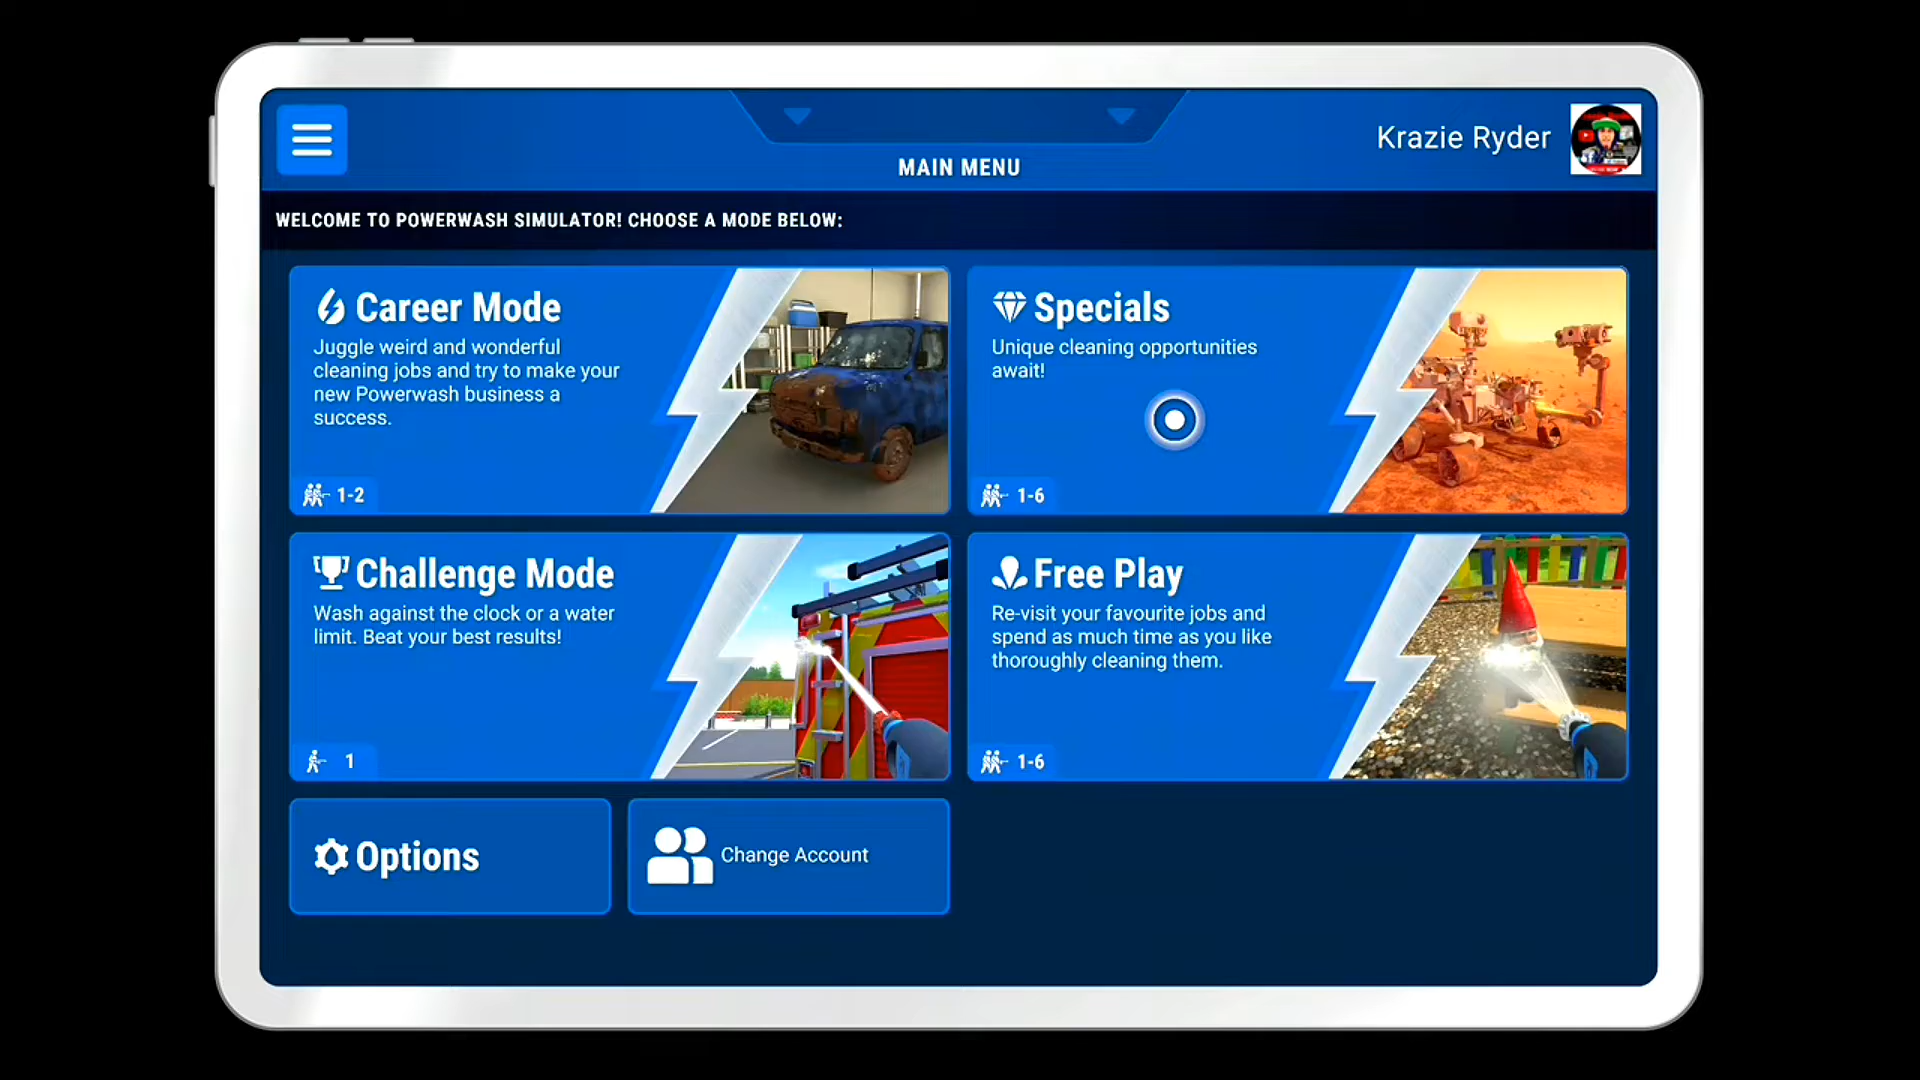 Krazie Ryder
MAIN MENU
WELCOME TO POWERWASH SIMULATOR! CHOOSE A MODE BELOW:
Career Mode
Juggle weird and wonderful
cleaning jobs and try to make your
new Powerwash business a
success.
1-2
Specials
Unique cleaning opportunities
await!
1-6
Challenge Mode
Wash against the clock or a water
limit. Beat your best results!
1
Free Play
Re-visit your favourite jobs and
spend as much time as you like
thoroughly cleaning them.
1-6
Options
Change Account